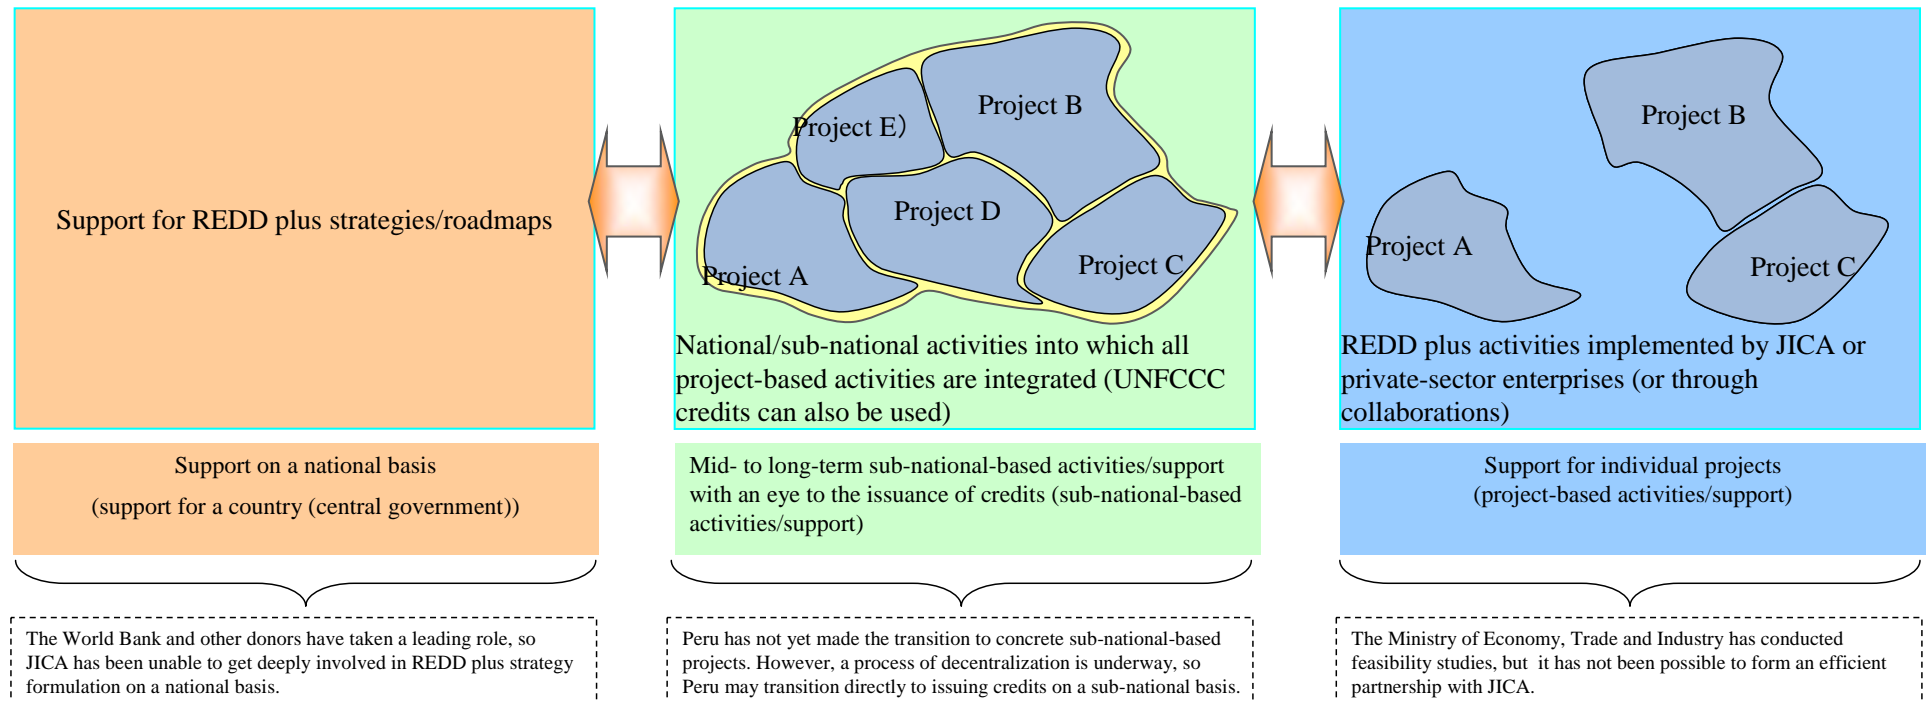 Support for REDD plus strategies/roadmaps
Project E）
Project B
Project D
Project A
Project C
National/sub-national activities into which all
project-based activities are integrated (UNFCCC
credits can also be used)
Project B
Project A
Project C
REDD plus activities implemented by JICA or
private-sector enterprises (or through
collaborations)
Support on a national basis
(support for a country (central government))
Mid- to long-term sub-national-based activities/support
with an eye to the issuance of credits (sub-national-based
activities/support)
Support for individual projects
(project-based activities/support)
The World Bank and other donors have taken a leading role, so
JICA has been unable to get deeply involved in REDD plus strategy
formulation on a national basis.
Peru has not yet made the transition to concrete sub-national-based
projects. However, a process of decentralization is underway, so
Peru may transition directly to issuing credits on a sub-national basis.
The Ministry of Economy, Trade and Industry has conducted
feasibility studies, but it has not been possible to form an efficient
partnership with JICA.